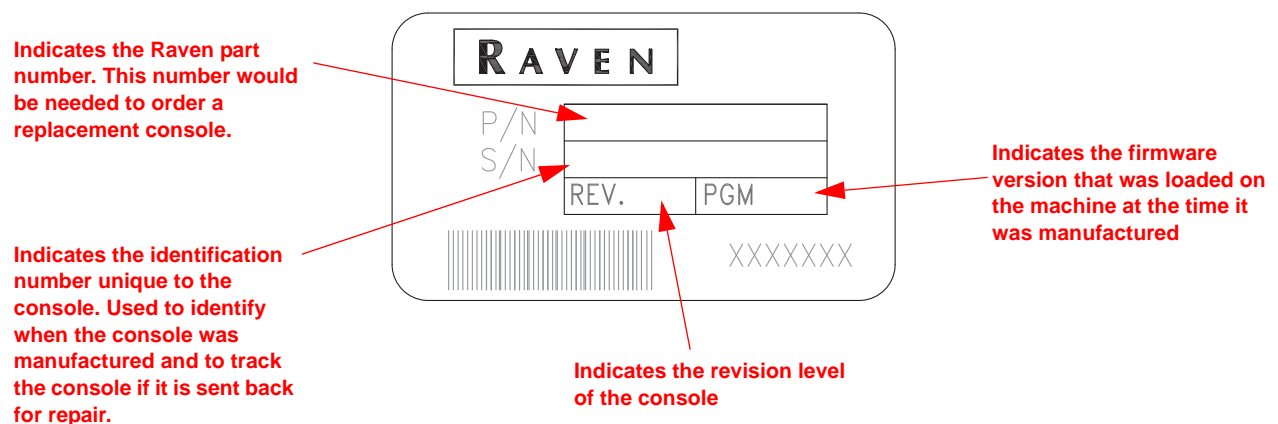 Indicates the Raven part
number. This number would
be needed to order a
replacement console.
RAVEN
P/N
S/N
REV. PGM
XXXXXXX
Indicates the firmware
version that was loaded on
the machine at the time it
was manufactured
Indicates the identification
number unique to the
console. Used to identify
when the console was
manufactured and to track
the console if it is sent back
for repair.
Indicates the revision level
of the console